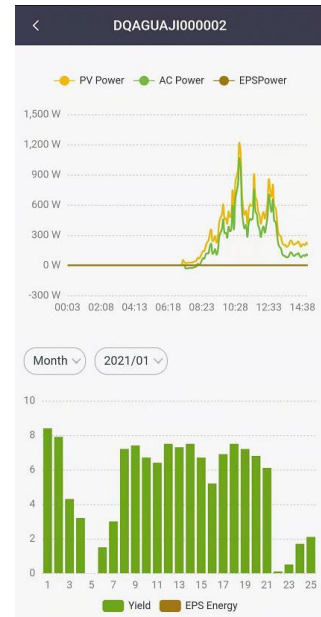 DQAGUAJI000002
PV Power AC Power EPSPower
1,500 W
1,200 W
900 W
600 W
300 W
0 W
-300 W
00:03 02:08 04:13 06:18 08:23 10:28 12:33 14:38
Month 2021/01
10
8
6
4
2
0
1 3 5 7 9 11 13 15 17 19 21 23 25
Yield EPS Energy